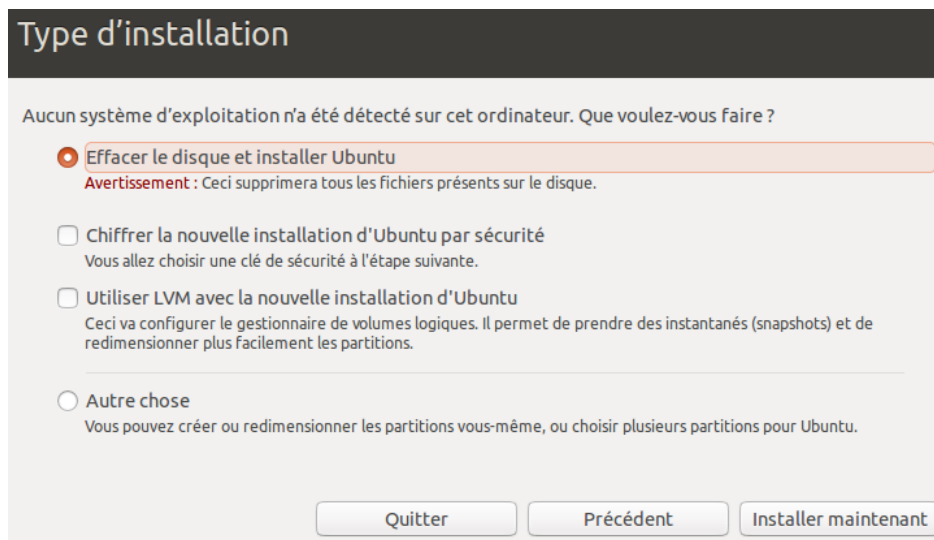 Type d’installation
Aucun système d’exploitation n’a été détecté sur cet ordinateur. Que voulez-vous faire ?
Effacer le disque et installer Ubuntu
Avertissement : Ceci supprimera tous les fichiers présents sur le disque.
Chiffrer la nouvelle installation d'Ubuntu par sécurité
Vous allez choisir une clé de sécurité à l'étape suivante.
Utiliser LVM avec la nouvelle installation d'Ubuntu
Ceci va configurer le gestionnaire de volumes logiques. Il permet de prendre des instantanés (snapshots) et de
redimensionner plus facilement les partitions.
Autre chose
Vous pouvez créer ou redimensionner les partitions vous-même, ou choisir plusieurs partitions pour Ubuntu.
Quitter Précédent Installer maintenant